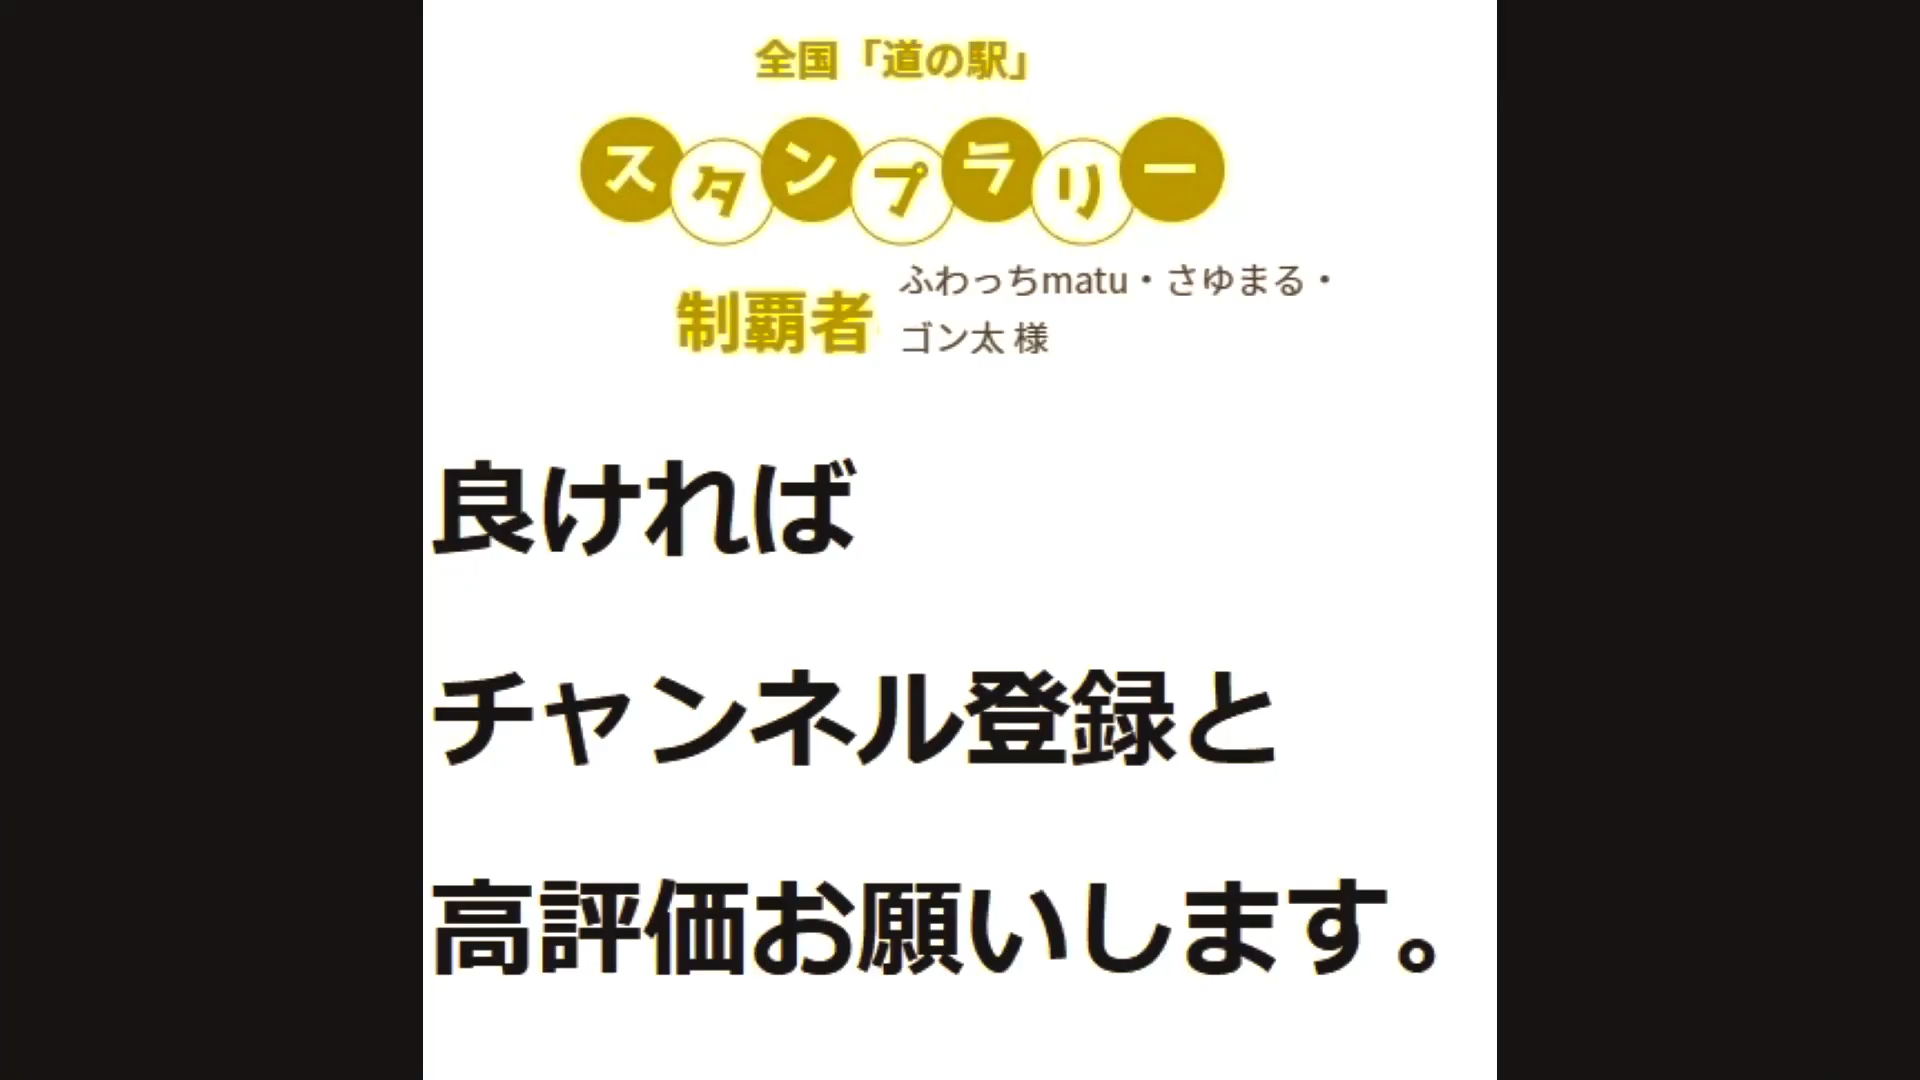 全国「道の駅」
スタンプラリー
制覇者
ふわっちmatu・さゆまる・
ゴン太 様
良ければ
チャンネル登録と
高評価お願いします。